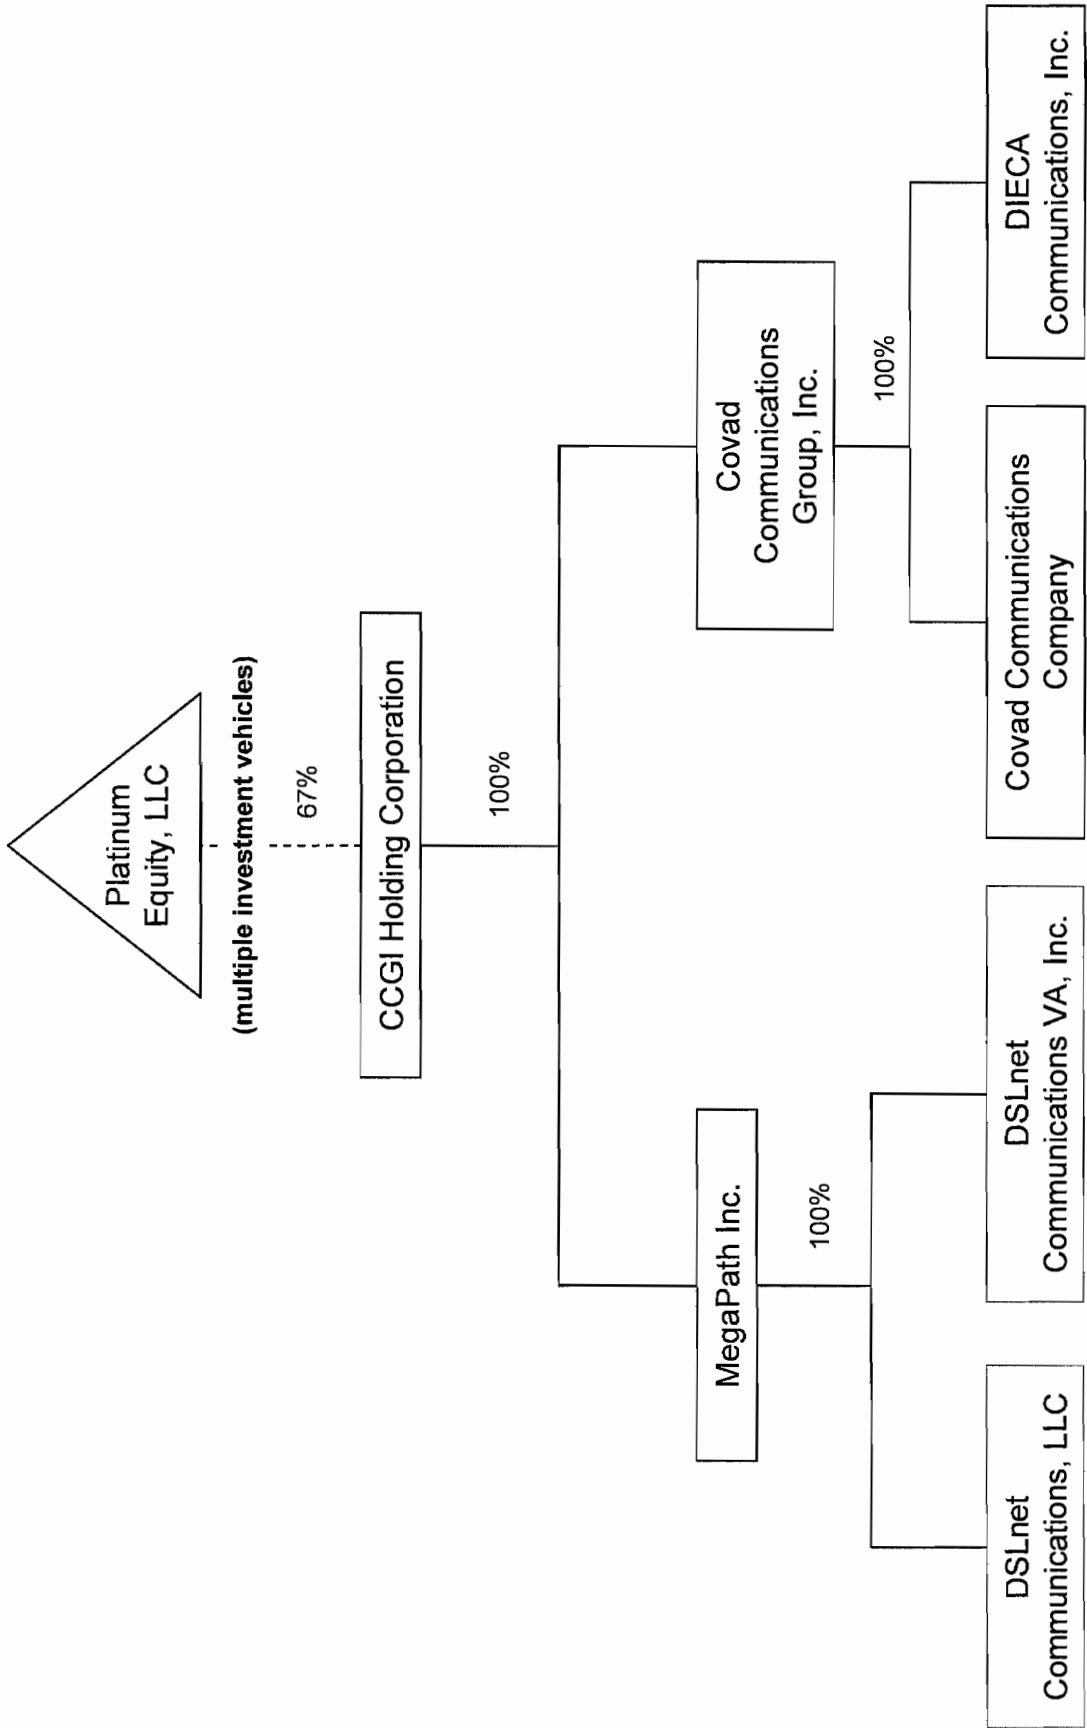 Platinum
Equity, LLC
(multiple investment vehicles)
67%
CCGI Holding Corporation
100%
MegaPath Inc.
100%
Covad
Communications
Group, Inc.
100%
DSLnet
Communications, LLC
DSLnet
Communications VA, Inc.
Covad Communications
Company
DIECA
Communications, Inc.